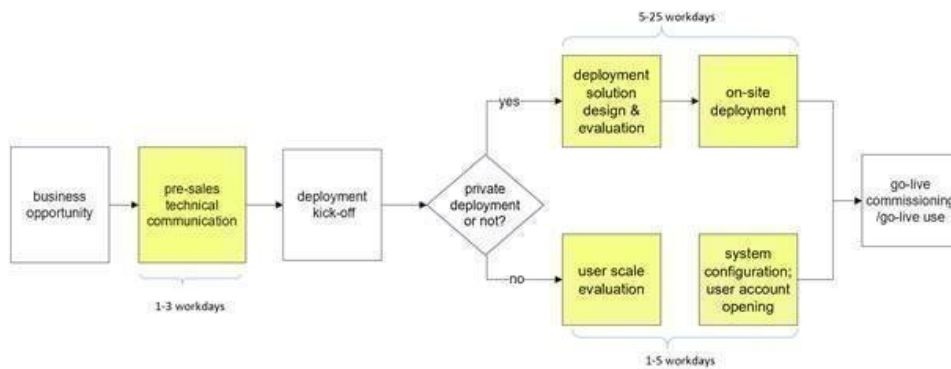 5-25 workdays
deployment
solution
design &
evaluation
on-site
deployment
yes
business
opportunity
pre-sales
technical
communication
deployment
kick-off
private
deployment
or not?
go-live
commissioning
/go-live use
no
user scale
evaluation
system
configuration;
user account
opening
1-3 workdays
1-5 workdays